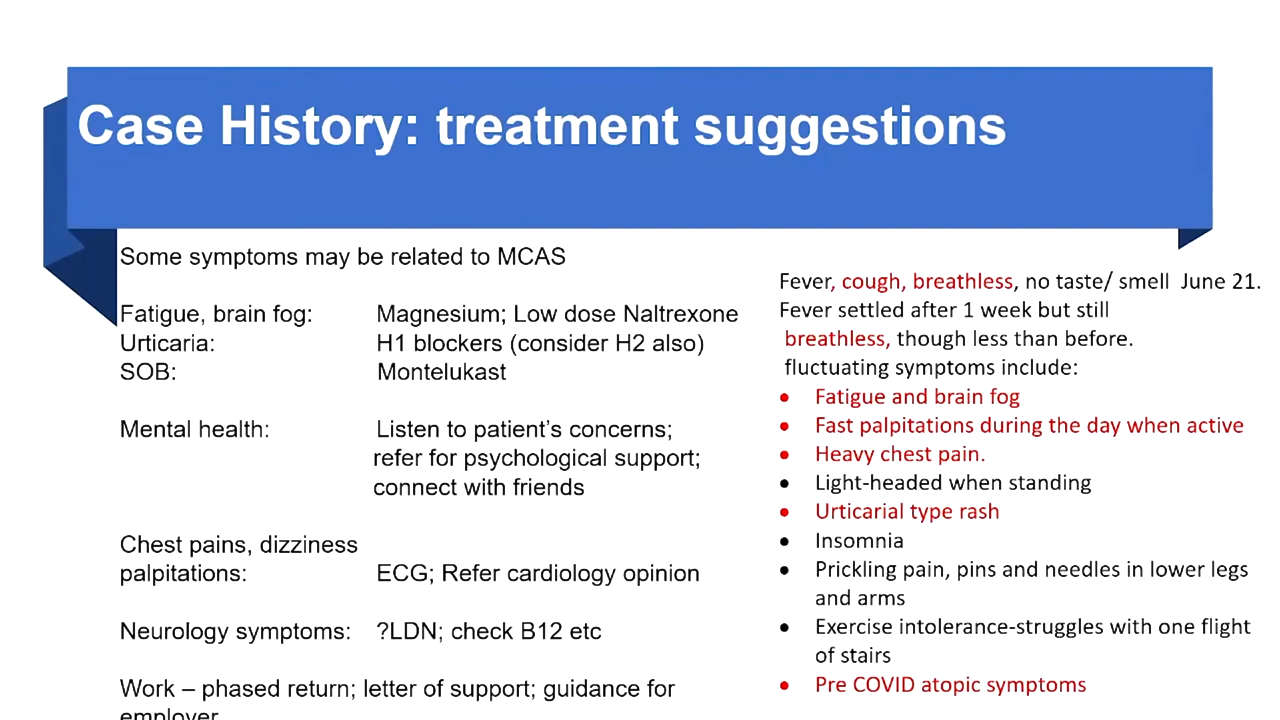 Case History: treatment suggestions
Some symptoms may be related to MCAS
Fatigue, brain fog: Magnesium; Low dose Naltrexone
Urticaria: H1 blockers (consider H2 also)
SOB: Montelukast
Mental health: Listen to patient’s concerns;
refer for psychological support;
connect with friends
Chest pains, dizziness
palpitations: ECG; Refer cardiology opinion
Neurology symptoms: ?LDN; check B12 etc
Work – phased return; letter of support; guidance for
employer
Fever, cough, breathless, no taste/ smell June 21.
Fever settled after 1 week but still
breathless, though less than before.
fluctuating symptoms include:
• Fatigue and brain fog
• Fast palpitations during the day when active
• Heavy chest pain.
• Light-headed when standing
• Urticarial type rash
• Insomnia
• Prickling pain, pins and needles in lower legs
and arms
• Exercise intolerance-struggles with one flight
of stairs
• Pre COVID atopic symptoms